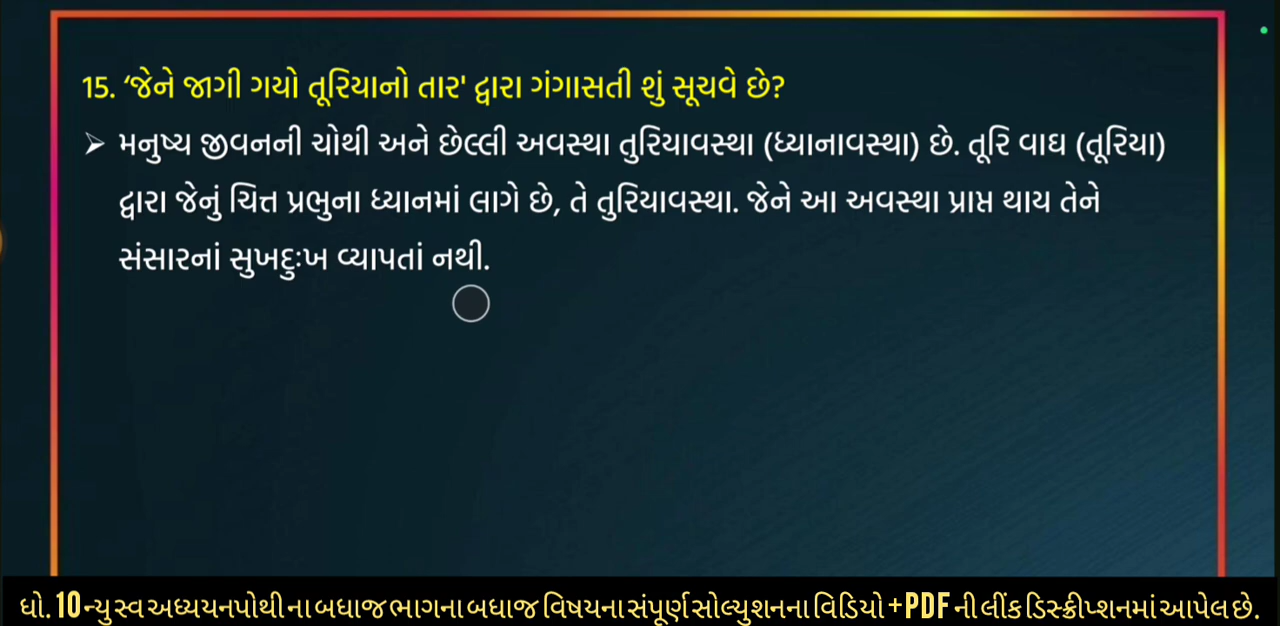 15. ‘જેને જાગી ગયો તૂરિયાનો તાર' દ્વારા ગંગાસતી શું સૂચવે છે?
➢ મનુષ્ય જીવનની ચોથી અને છેલ્લી અવસ્થા તુરિયાવસ્થા (ધ્યાનાવસ્થા) છે. તૂરિ વાઘ (તૂરિયા)
દ્વારા જેનું ચિત્ત પ્રભુના ધ્યાનમાં લાગે છે, તે તુરિયાવસ્થા. જેને આ અવસ્થા પ્રાપ્ત થાય તેને
સંસારનાં સુખદુઃખ વ્યાપતાં નથી.
ધો. 10 ન્યુ સ્વ અધ્યયનપોથી ના બધાજ ભાગના બધાજ વિષયના સંપૂર્ણ સોલ્યુશનના વિડિયો + PDF ની લીંક ડિસ્ક્રીપ્શનમાં આપેલ છે.